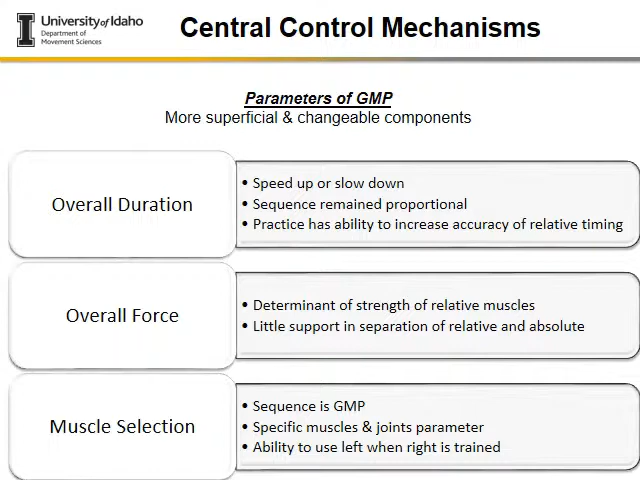 University of Idaho
Department of
Movement Sciences
Central Control Mechanisms
Parameters of GMP
More superficial & changeable components
Overall Duration
• Speed up or slow down
• Sequence remained proportional
• Practice has ability to increase accuracy of relative timing
Overall Force
• Determinant of strength of relative muscles
• Little support in separation of relative and absolute
Muscle Selection
• Sequence is GMP
• Specific muscles & joints parameter
• Ability to use left when right is trained